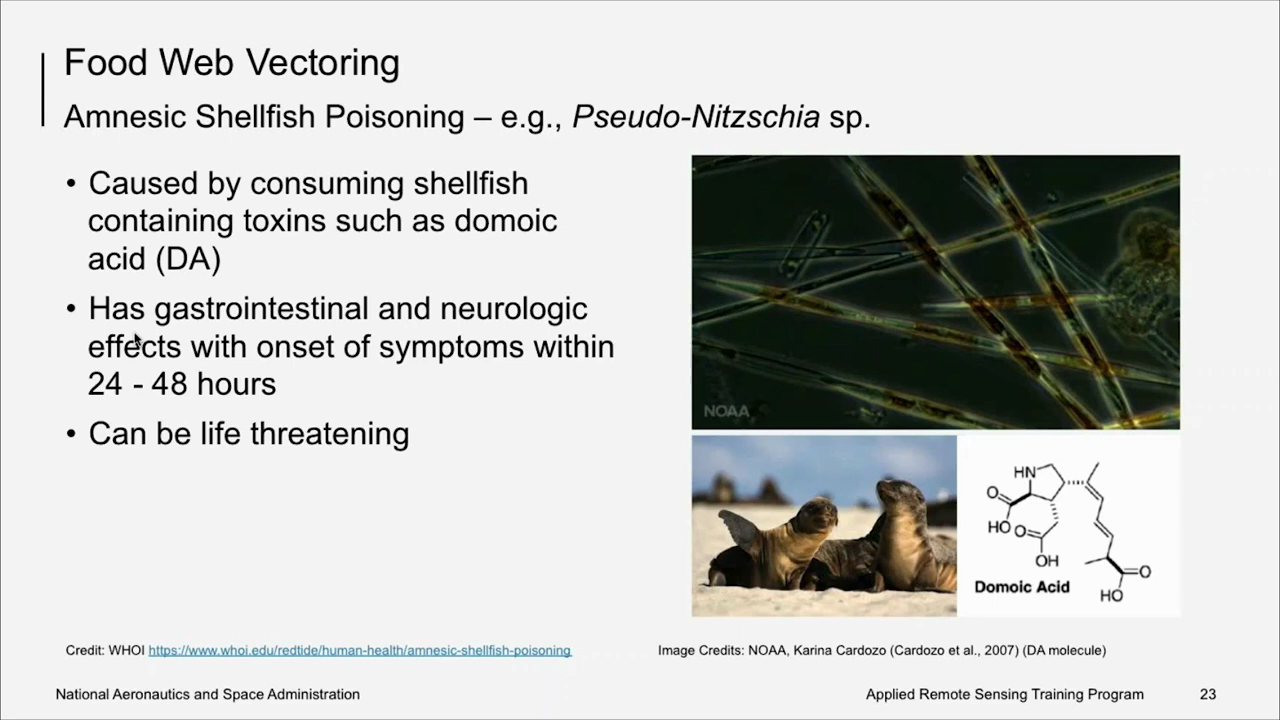 Food Web Vectoring
Amnesic Shellfish Poisoning – e.g., Pseudo-Nitzschia sp.
• Caused by consuming shellfish
containing toxins such as domoic
acid (DA)
• Has gastrointestinal and neurologic
effects with onset of symptoms within
24 - 48 hours
• Can be life threatening
NOAA
HN
O
HO
O
OH
O
HO
Domoic Acid
Credit: WHOI https://www.whoi.edu/redtide/human-health/amnesic-shellfish-poisoning
Image Credits: NOAA, Karina Cardozo (Cardozo et al., 2007) (DA molecule)
National Aeronautics and Space Administration
Applied Remote Sensing Training Program
23